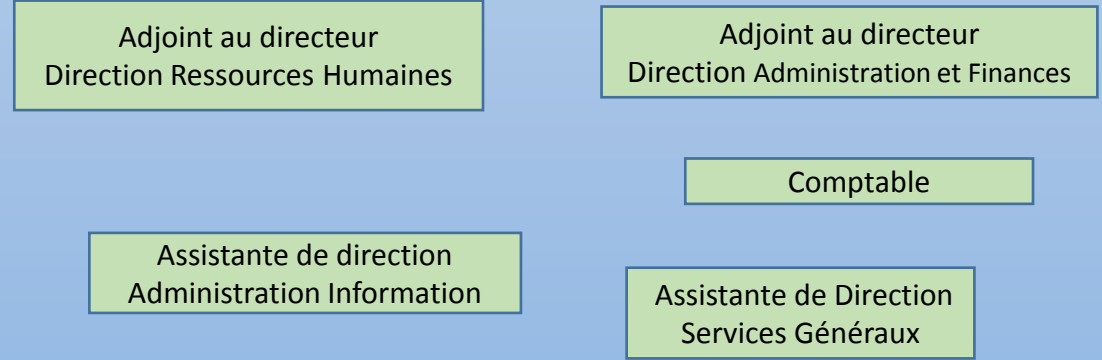 Adjoint au directeur
Direction Ressources Humaines
Adjoint au directeur
Direction Administration et Finances
Comptable
Assistante de direction
Administration Information
Assistante de Direction
Services Généraux